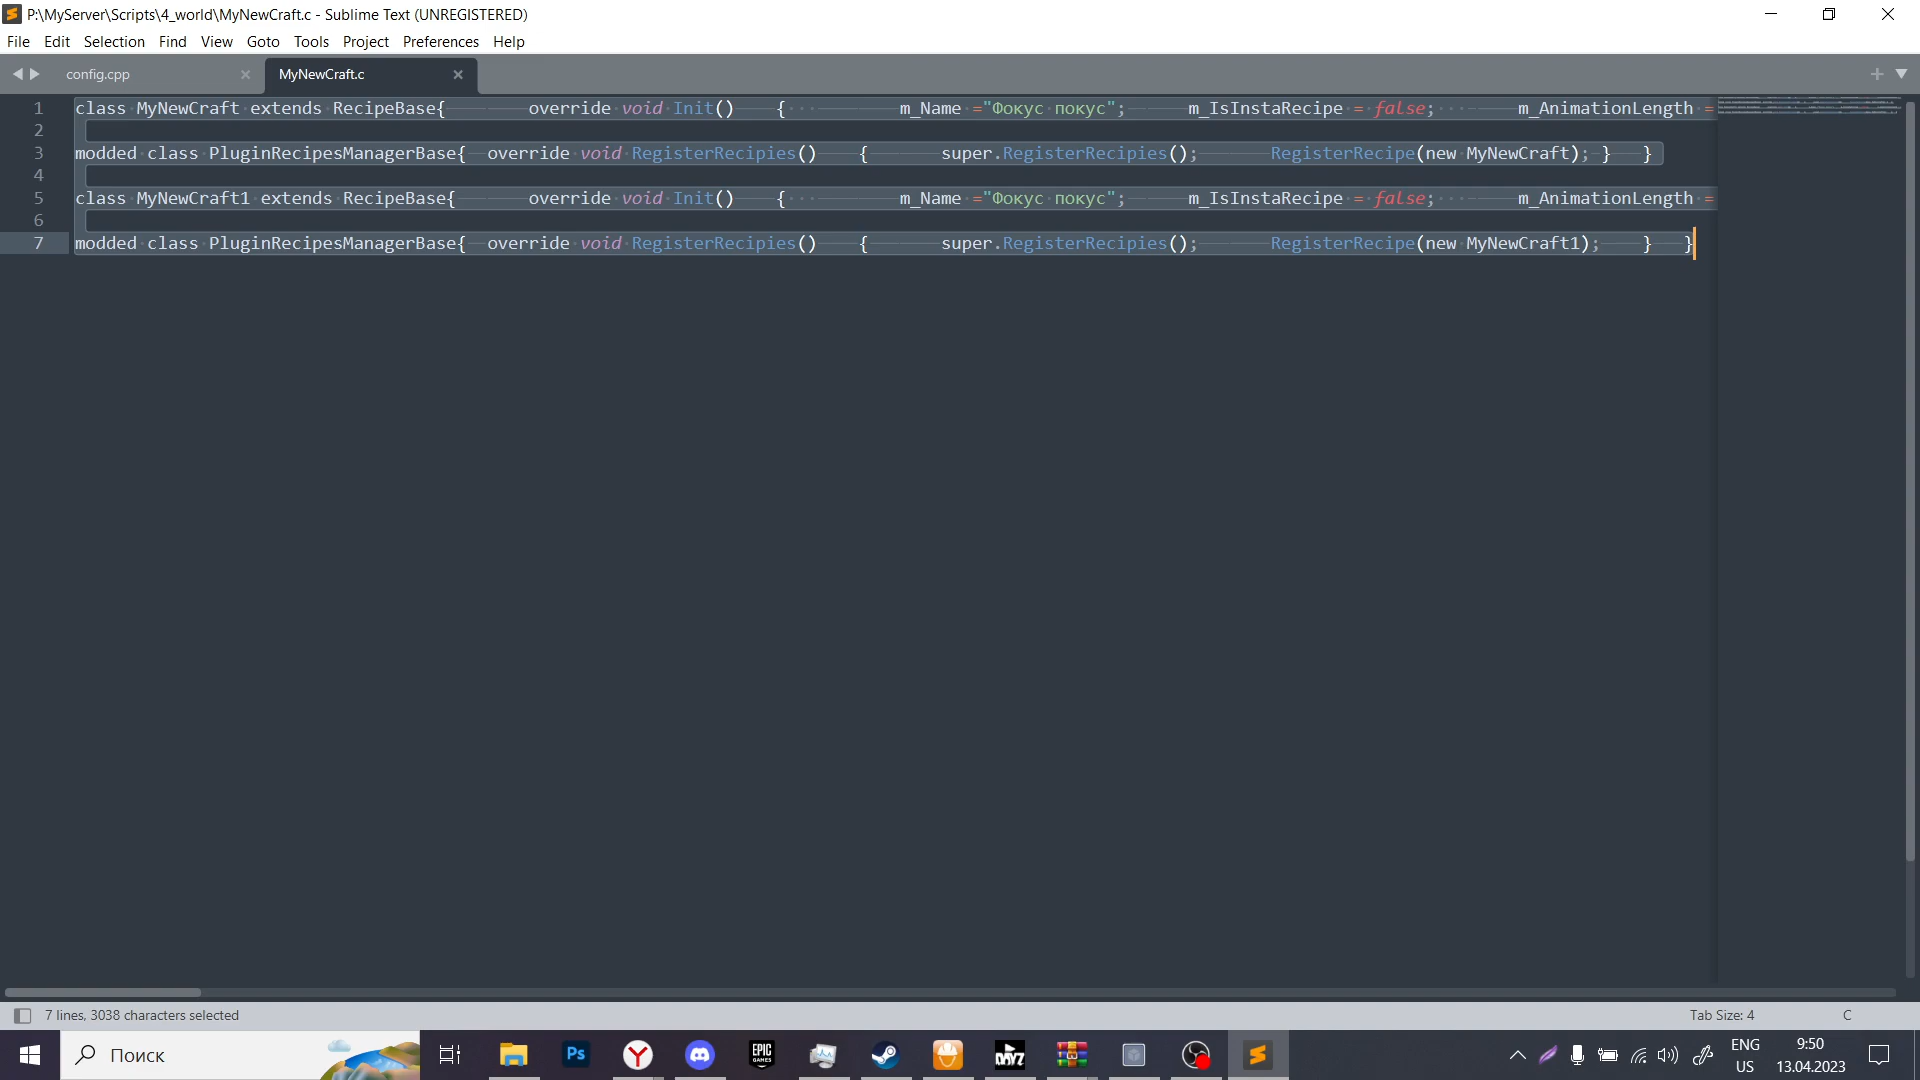 P:\MyServer\Scripts\4_world\MyNewCraft.c - Sublime Text (UNREGISTERED)
File Edit Selection Find View Goto Tools Project Preferences Help
config.cpp MyNewCraft.c
1 class MyNewCraft extends RecipeBase{ override void Init() { m_Name ="Фокус покус"; m_IsInstaRecipe = false; m_AnimationLength =
2
3 modded class PluginRecipesManagerBase{ override void RegisterRecipies() { super.RegisterRecipies(); RegisterRecipe(new MyNewCraft); } }
4
5 class MyNewCraft1 extends RecipeBase{ override void Init() { m_Name ="Фокус покус"; m_IsInstaRecipe = false; m_AnimationLength =
6
7 modded class PluginRecipesManagerBase{ override void RegisterRecipies() { super.RegisterRecipies(); RegisterRecipe(new MyNewCraft1); } }
7 lines, 3038 characters selected Tab Size: 4 C
Поиск Ps EPIC GAMES DAYZ ENG 9:50
US 13.04.2023